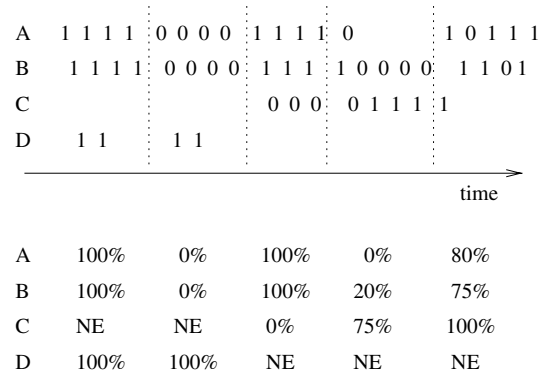 A 1 1 1 1 0 0 0 0 1 1 1 1 0 1 0 1 1 1
B 1 1 1 1 0 0 0 0 1 1 1 1 0 0 0 0 1 1 0 1
C 0 0 0 0 1 1 1 1
D 1 1 1 1
time
A 100% 0% 100% 0% 80%
B 100% 0% 100% 20% 75%
C NE NE 0% 75% 100%
D 100% 100% NE NE NE